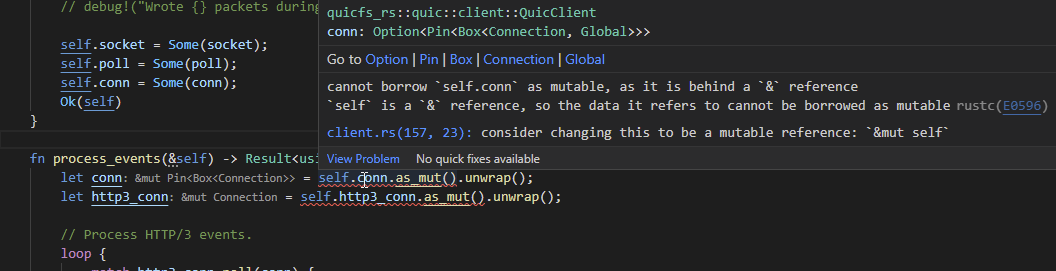 // debug!("Wrote {} packets during
self.socket = Some(socket);
self.poll = Some(poll);
self.conn = Some(conn);
Ok(self)
}
quicfs_rs::quic::client::QuicClient
conn: Option<Pin<Box<Connection, Global>>>
Go to Option | Pin | Box | Connection | Global
cannot borrow `self.conn` as mutable, as it is behind a `&` reference
`self` is a `&` reference, so the data it refers to cannot be borrowed as mutable rustc(E0596)
client.rs(157, 23): consider changing this to be a mutable reference: `&mut self`
View Problem No quick fixes available
fn process_events(&self) -> Result<usi
let conn: &mut Pin<Box<Connection>> = self.conn.as_mut().unwrap();
let http3_conn: &mut Connection = self.http3_conn.as_mut().unwrap();
// Process HTTP/3 events.
loop {
match http3_conn.poll(conn) {